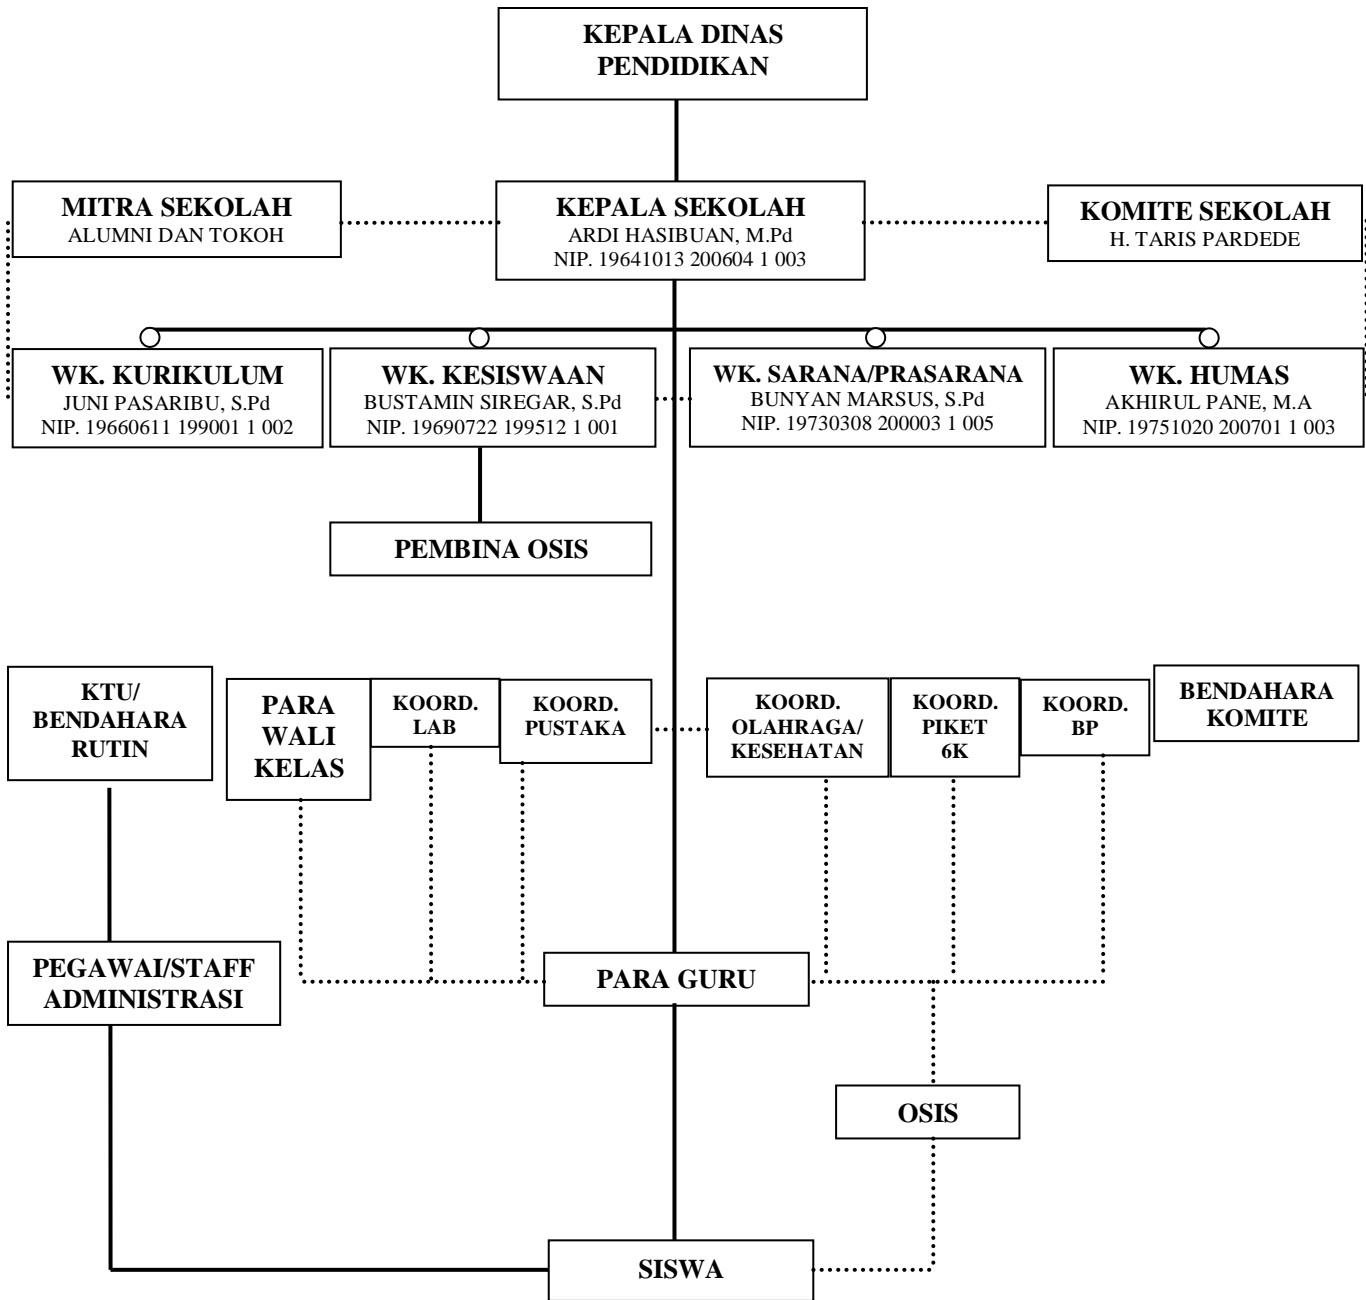 KEPALA DINAS
PENDIDIKAN
MITRA SEKOLAH
ALUMNI DAN TOKOH
KEPALA SEKOLAH
ARDI HASIBUAN, M.Pd
NIP. 19641013 200604 1 003
KOMITE SEKOLAH
H. TARIS PARDEDE
WK. KURIKULUM
JUNI PASARIBU, S.Pd
NIP. 19660611 199001 1 002
WK. KESISWAAN
BUSTAMIN SIREGAR, S.Pd
NIP. 19690722 199512 1 001
WK. SARANA/PRASARANA
BUNYAN MARSUS, S.Pd
NIP. 19730308 200003 1 005
WK. HUMAS
AKHIRUL PANE, M.A
NIP. 19751020 200701 1 003
PEMBINA OSIS
KTU/
BENDAHARA
RUTIN
PARA
WALI
KELAS
KOORD.
LAB
KOORD.
PUSTAKA
KOORD.
OLAHRAGA/
KESEHATAN
KOORD.
PIKET
6K
KOORD.
BP
BENDAHARA
KOMITE
PEGAWAI/STAFF
ADMINISTRASI
PARA GURU
OSIS
SISWA